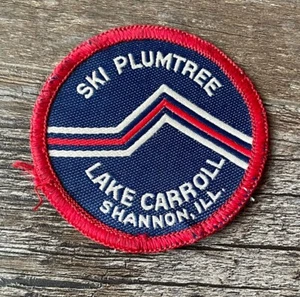 SKI PLUMTREE
LAKE CARROLL
SHANNON, ILL.